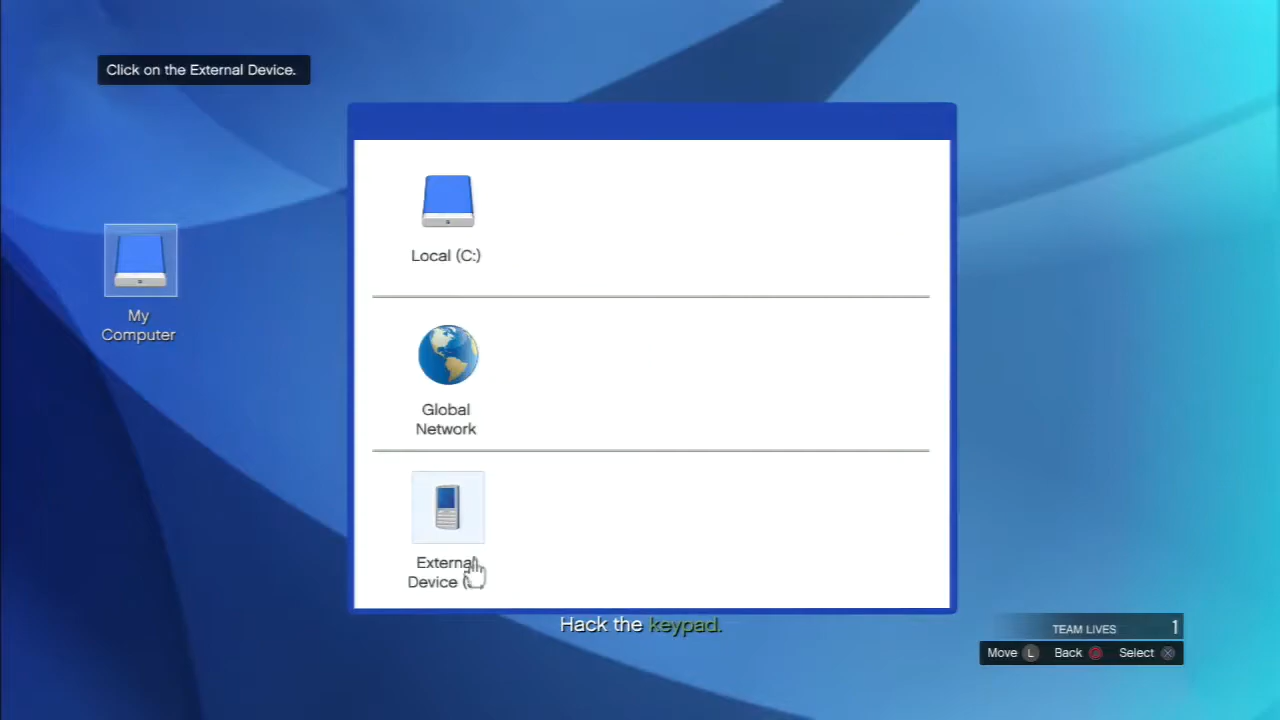 Click on the External Device.
Local (C:)
My
Computer
Global
Network
External
Device (
Hack the keypad.
TEAM LIVES 1
Move L Back Select